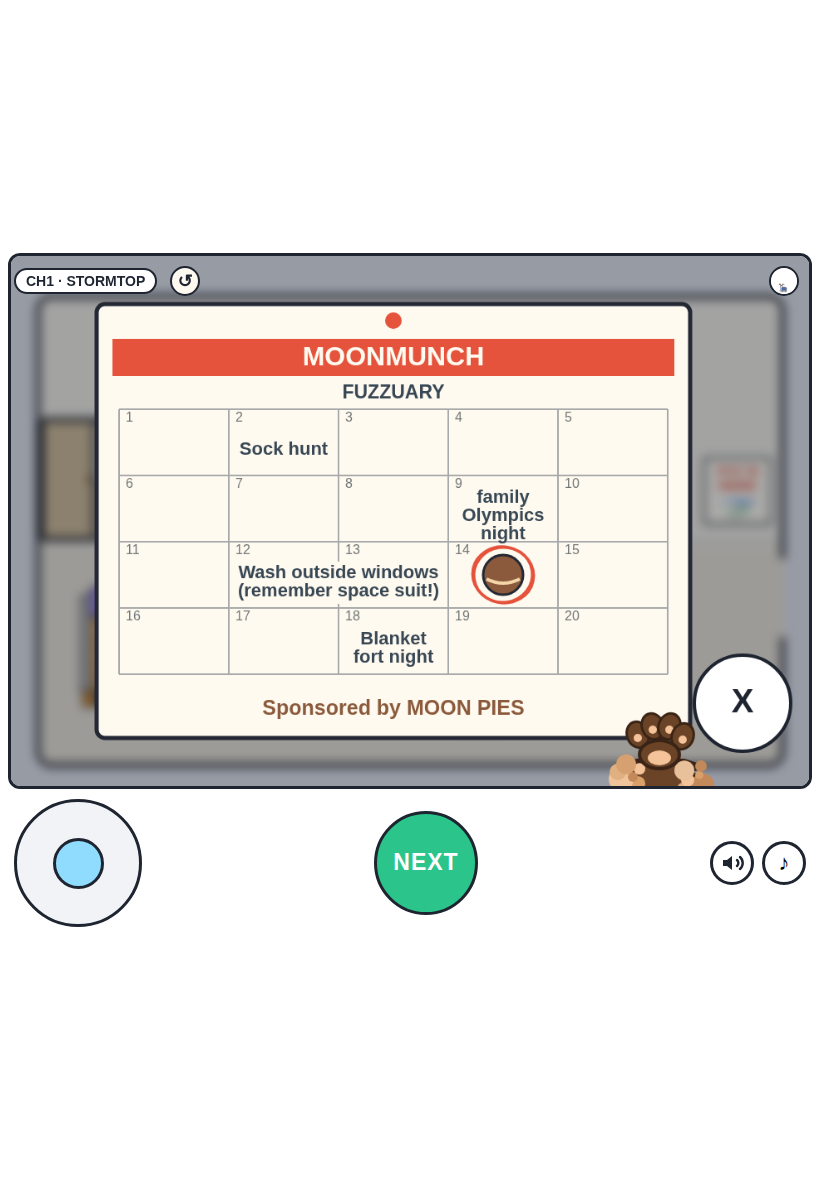 CH1 · STORMTOP
MOONMUNCH
FUZZUARY
1 2 3 4 5
Sock hunt
6 7 8 9 10
family
Olympics
night
11 12 13 14 15
Wash outside windows
(remember space suit!)
16 17 18 19 20
Blanket
fort night
Sponsored by MOON PIES
X
NEXT